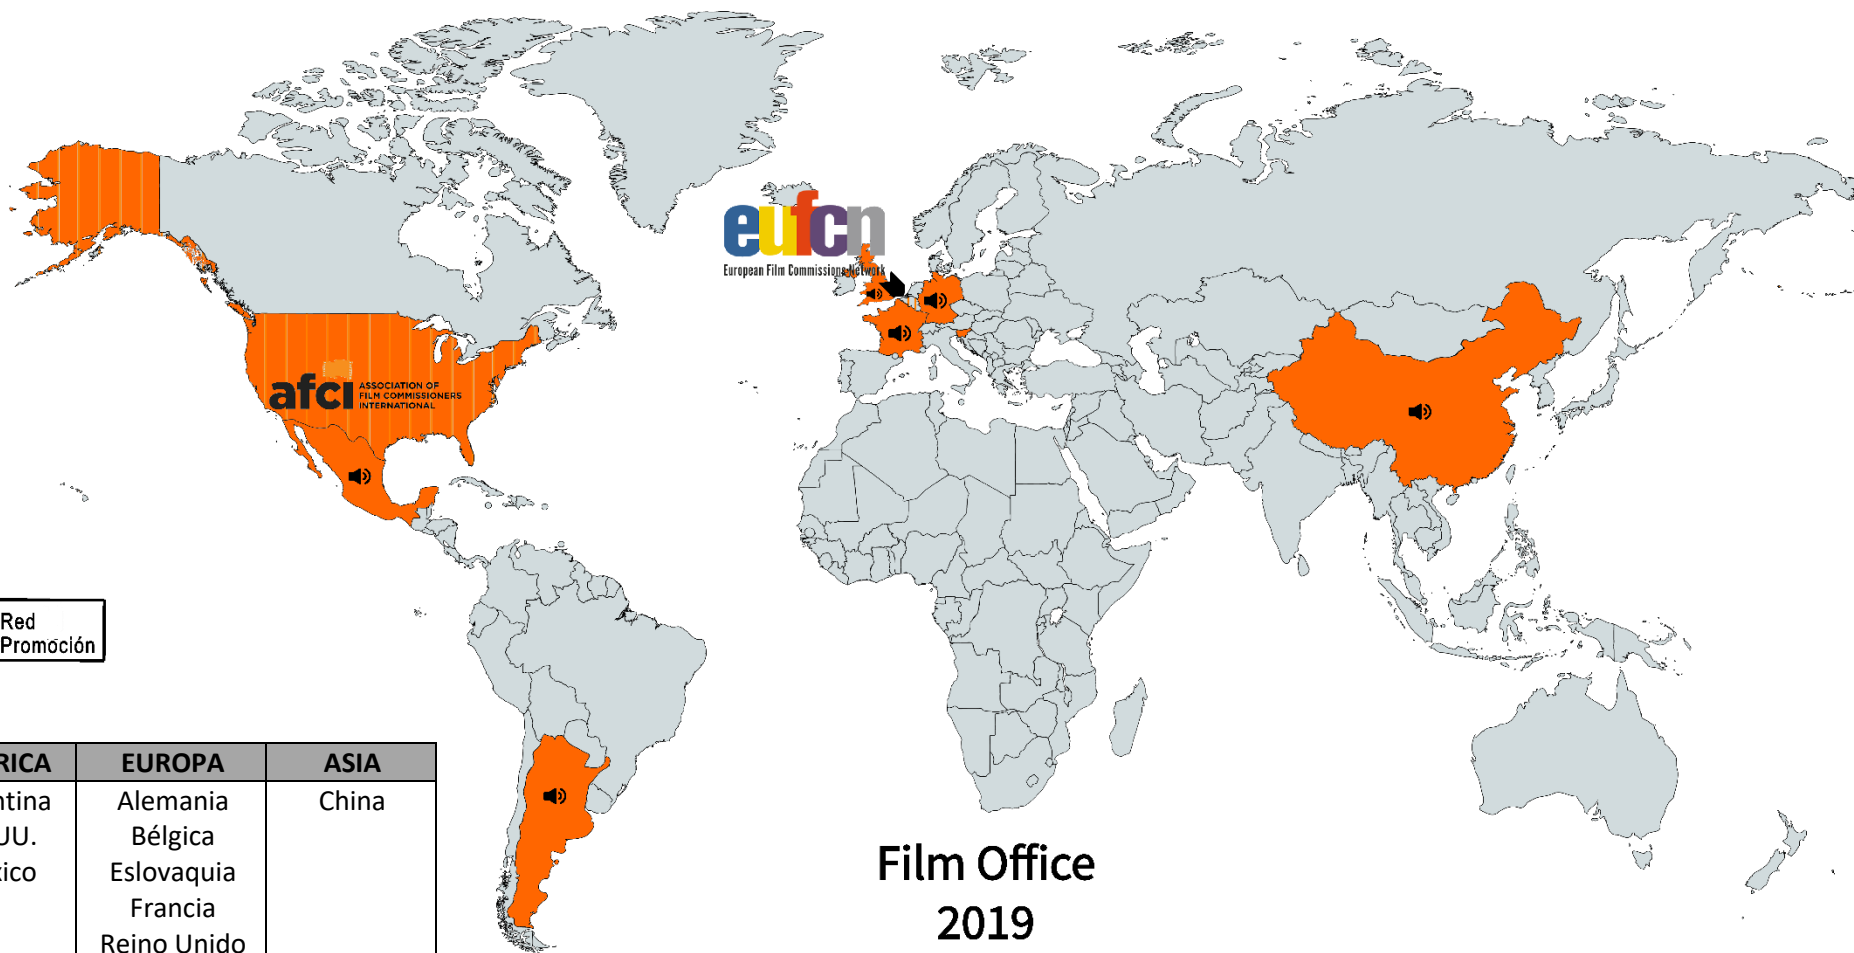 eufcn
European Film Commissions Network
afci ASSOCIATION OF
FILM COMMISSIONERS
INTERNATIONAL
Red
Promoción
RICA EUROPA ASIA
ntina Alemania China
UU. Bélgica
xico Eslovaquia
Francia
Reino Unido
Film Office
2019